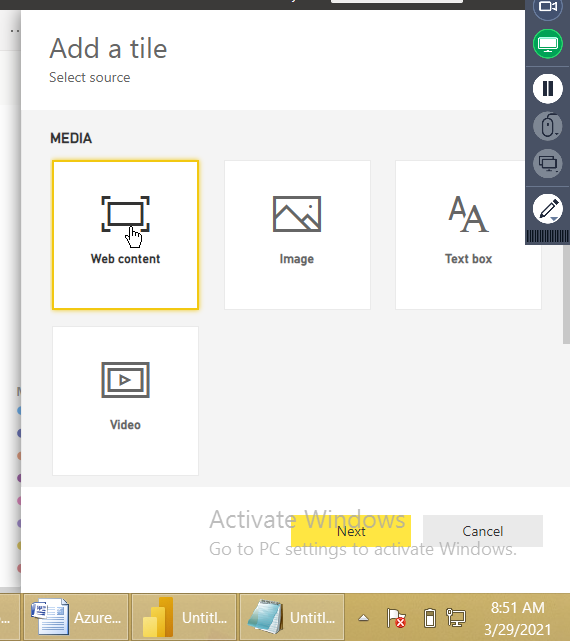 Add a tile
Select source
MEDIA
Web content
Image
Text box
Video
Activate Windows
Next
Cancel
Go to PC settings to activate Windows.
Azure...
Untitl...
Untitl...
8:51 AM
3/29/2021